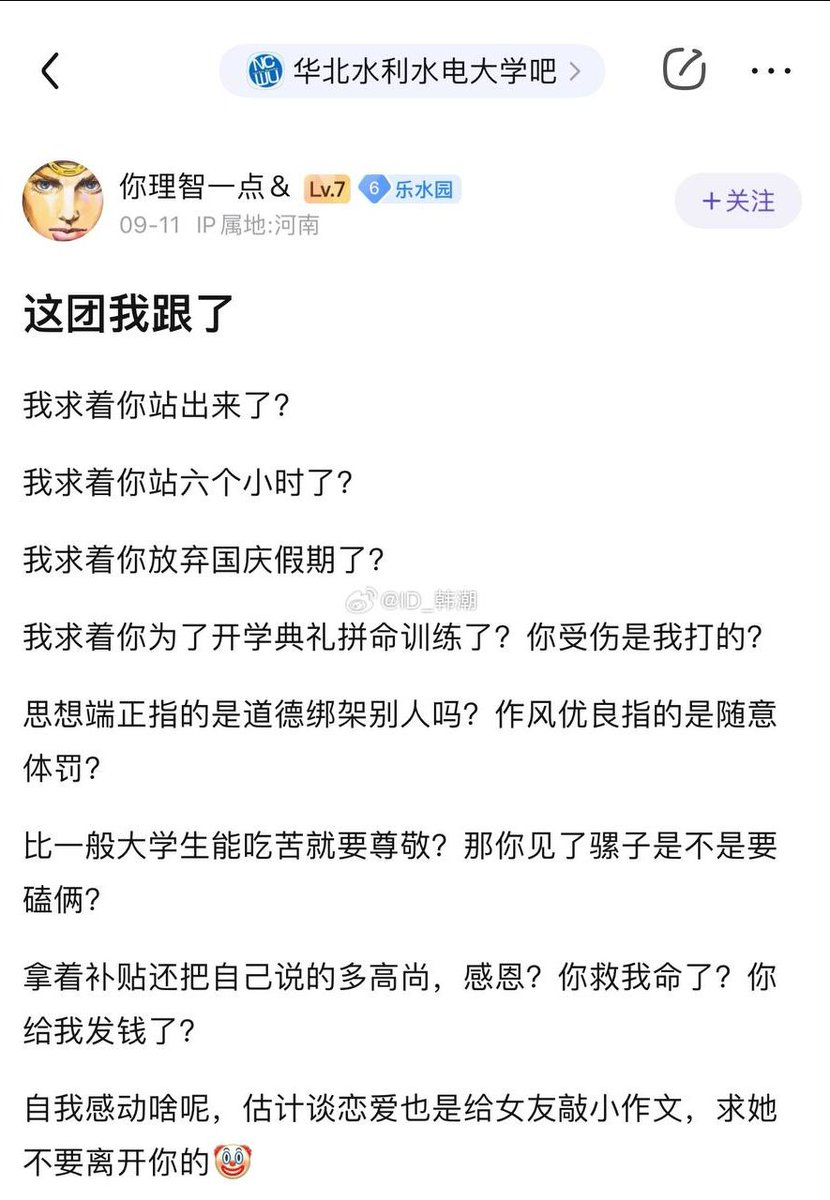 NC
WU
华北水利水电大学吧
你理智一点& Lv.7 6 乐水园
+关注
09-11 IP属地:河南
这团我跟了
我求着你站出来了?
我求着你站六个小时了?
我求着你放弃国庆假期了?
@ID_韩潮
我求着你为了开学典礼拼命训练了?你受伤是我打的?
思想端正指的是道德绑架别人吗?作风优良指的是随意
体罚?
比一般大学生能吃苦就要尊敬?那你见了骡子是不是要
磕俩?
拿着补贴还把自己说的多高尚,感恩?你救我命了?你
给我发钱了?
自我感动啥呢,估计谈恋爱也是给女友敲小作文,求她
不要离开你的🤡